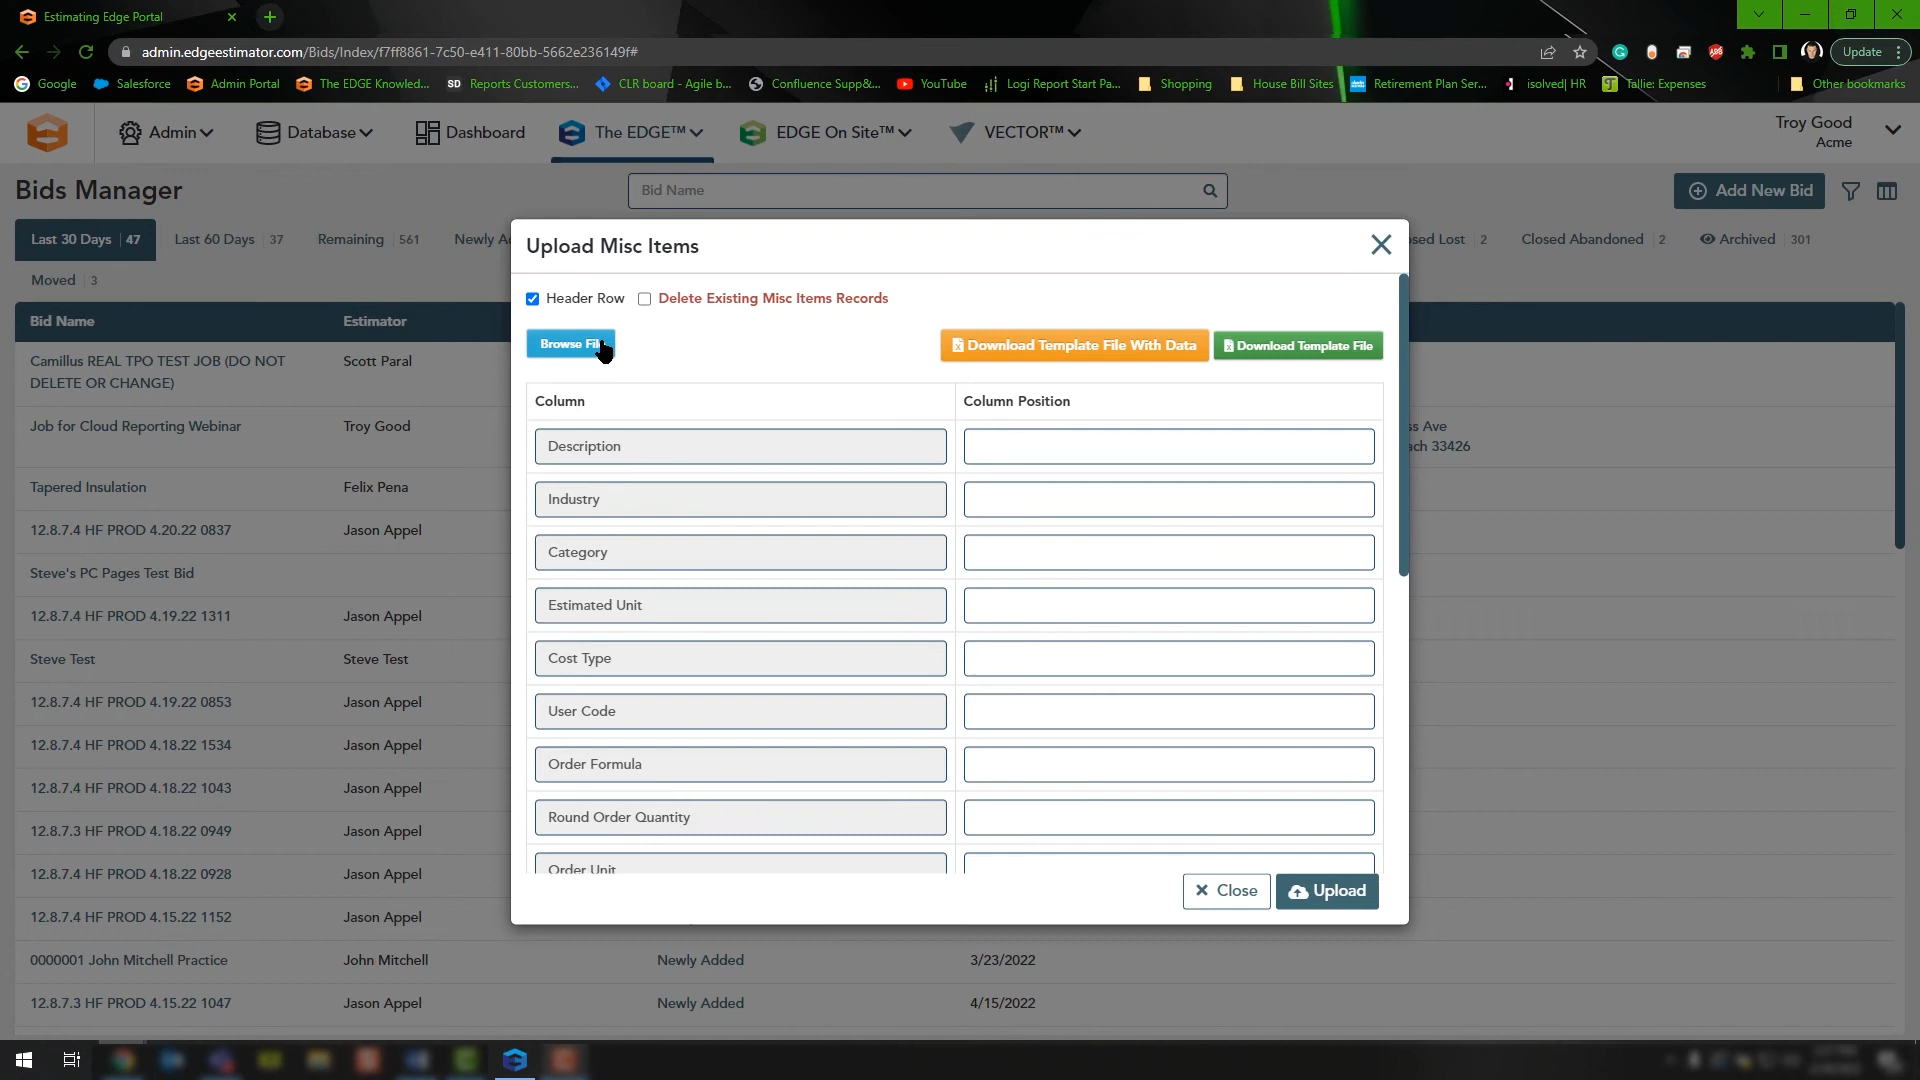 Estimating Edge Portal
admin.edgeestimator.com/Bids/Index/f7ff8861-7c50-e411-80bb-5662e236149f#
Update
Google
Salesforce
Admin Portal
The EDGE Knowled...
SD Reports Customers...
CLR board - Agile b...
Confluence Supp&...
YouTube
Logi Report Start Pa...
Shopping
House Bill Sites
Retirement Plan Ser...
isolved| HR
Tallie: Expenses
Other bookmarks
Admin
Database
Dashboard
The EDGE™
EDGE On Site™
VECTOR™
Troy Good
Acme
Bids Manager
Bid Name
Add New Bid
Last 30 Days 47
Last 60 Days 37
Remaining 561
Newly Ad
sed Lost 2
Closed Abandoned 2
Archived 301
Moved 3
Bid Name Estimator
Camillus REAL TPO TEST JOB (DO NOT
DELETE OR CHANGE)
Scott Paral
Job for Cloud Reporting Webinar Troy Good
ss Ave
ach 33426
Tapered Insulation Felix Pena
12.8.7.4 HF PROD 4.20.22 0837 Jason Appel
Steve's PC Pages Test Bid
12.8.7.4 HF PROD 4.19.22 1311 Jason Appel
Steve Test Steve Test
12.8.7.4 HF PROD 4.19.22 0853 Jason Appel
12.8.7.4 HF PROD 4.18.22 1534 Jason Appel
12.8.7.4 HF PROD 4.18.22 1043 Jason Appel
12.8.7.3 HF PROD 4.18.22 0949 Jason Appel
12.8.7.4 HF PROD 4.18.22 0928 Jason Appel
12.8.7.4 HF PROD 4.15.22 1152 Jason Appel
0000001 John Mitchell Practice John Mitchell Newly Added 3/23/2022
12.8.7.3 HF PROD 4.15.22 1047 Jason Appel Newly Added 4/15/2022
Upload Misc Items
Header Row Delete Existing Misc Items Records
Browse Fil
Download Template File With Data
Download Template File
Column Column Position
Description
Industry
Category
Estimated Unit
Cost Type
User Code
Order Formula
Round Order Quantity
Order Unit
Close
Upload